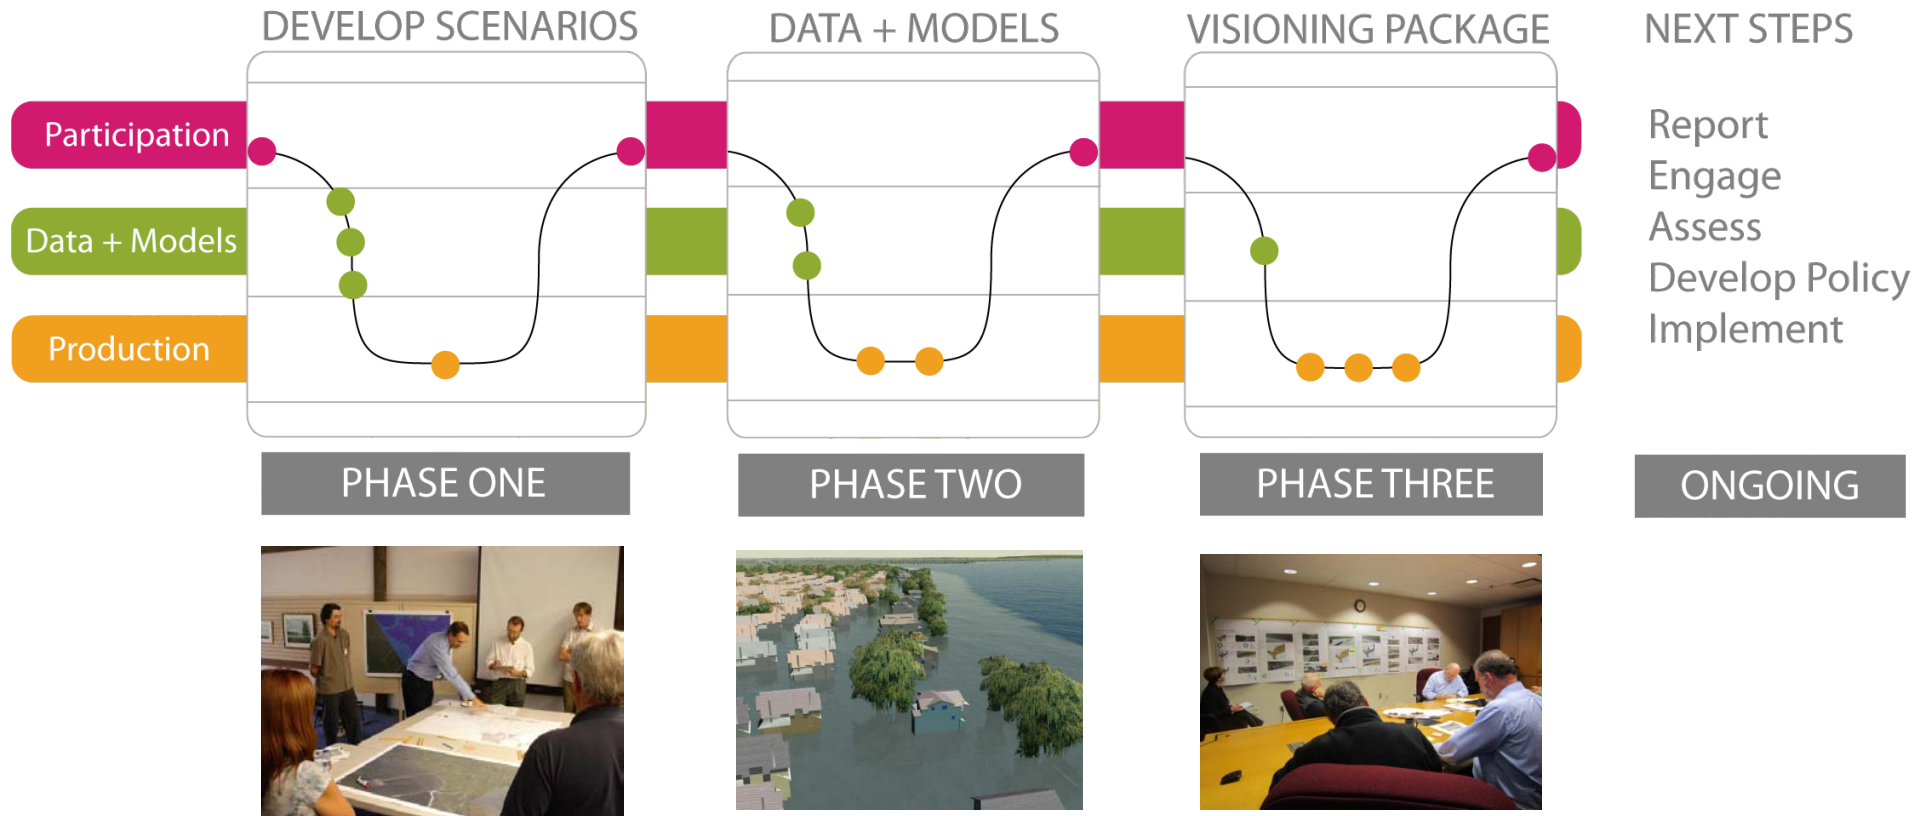 DEVELOP SCENARIOS
DATA + MODELS
VISIONING PACKAGE
NEXT STEPS
Participation
Data + Models
Production
Report
Engage
Assess
Develop Policy
Implement
PHASE ONE
PHASE TWO
PHASE THREE
ONGOING